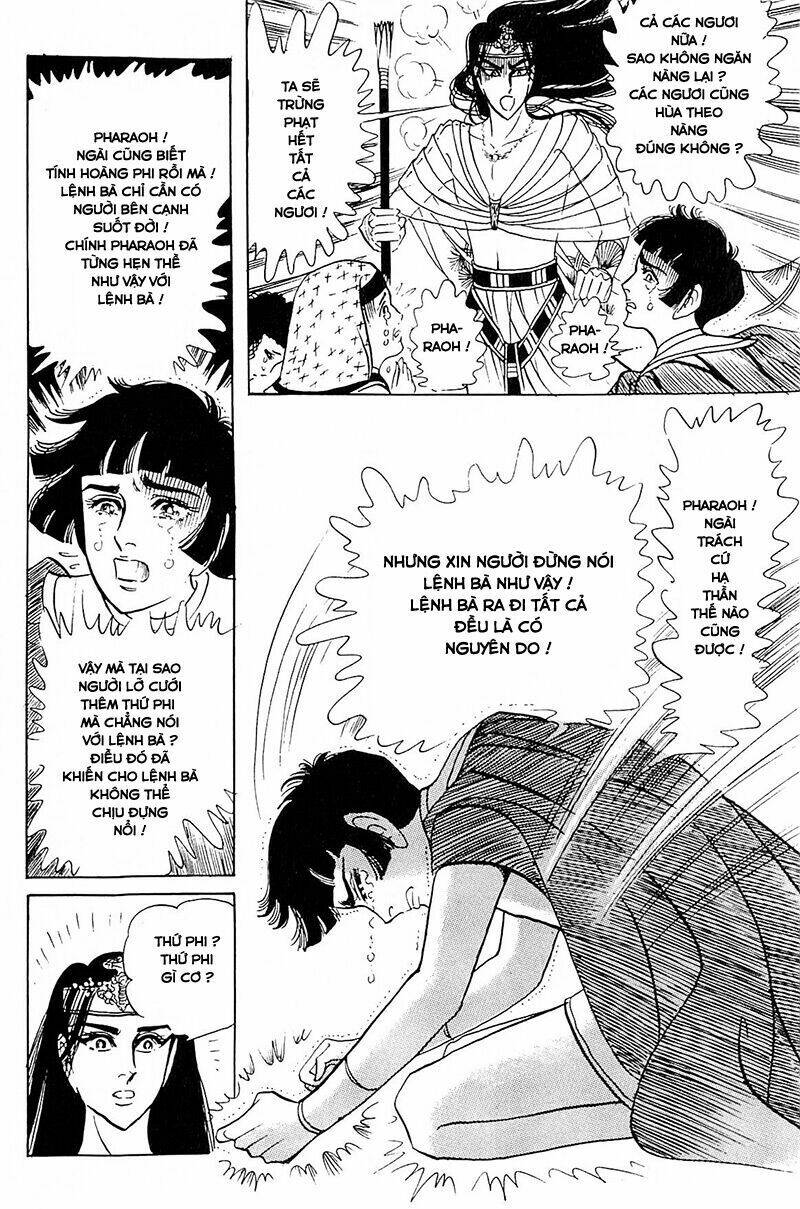 CẢ CÁC NGƯƠI
NỮA !
SAO KHÔNG NGĂN
NÀNG LẠI ?
CÁC NGƯƠI CŨNG
HÙA THEO
NÀNG
ĐÚNG KHÔNG ?
TA SẼ
TRỪNG
PHẠT
HẾT
TẤT
CẢ
CÁC
NGƯƠI !
PHA-
RAOH !
PHA-
RAOH !
PHARAOH !
NGÀI
TRÁCH
CỨ
HẠ
THẦN
THẾ NÀO
CŨNG
ĐƯỢC !
NHƯNG XIN NGƯỜI ĐỪNG NÓI
LỆNH BÀ NHƯ VẬY !
LỆNH BÀ RA ĐI TẤT CẢ
ĐỀU LÀ CÓ
NGUYÊN DO !
PHARAOH !
NGÀI CŨNG BIẾT
TÍNH HOÀNG PHI RỒI MÀ !
LỆNH BÀ CHỈ CẦN CÓ
NGƯỜI BÊN CẠNH
SUỐT ĐỜI !
CHÍNH PHARAOH ĐÃ
TỪNG HẸN THỀ
NHƯ VẬY VỚI
LỆNH BÀ !
VẬY MÀ TẠI SAO
NGƯỜI LỠ CƯỚI
THÊM THỨ PHI
MÀ CHẲNG NÓI
VỚI LỆNH BÀ ?
ĐIỀU ĐÓ ĐÃ
KHIẾN CHO LỆNH BÀ
KHÔNG THỂ
CHỊU ĐỰNG
NỔI !
THỨ PHI ?
THỨ PHI
GÌ CƠ ?